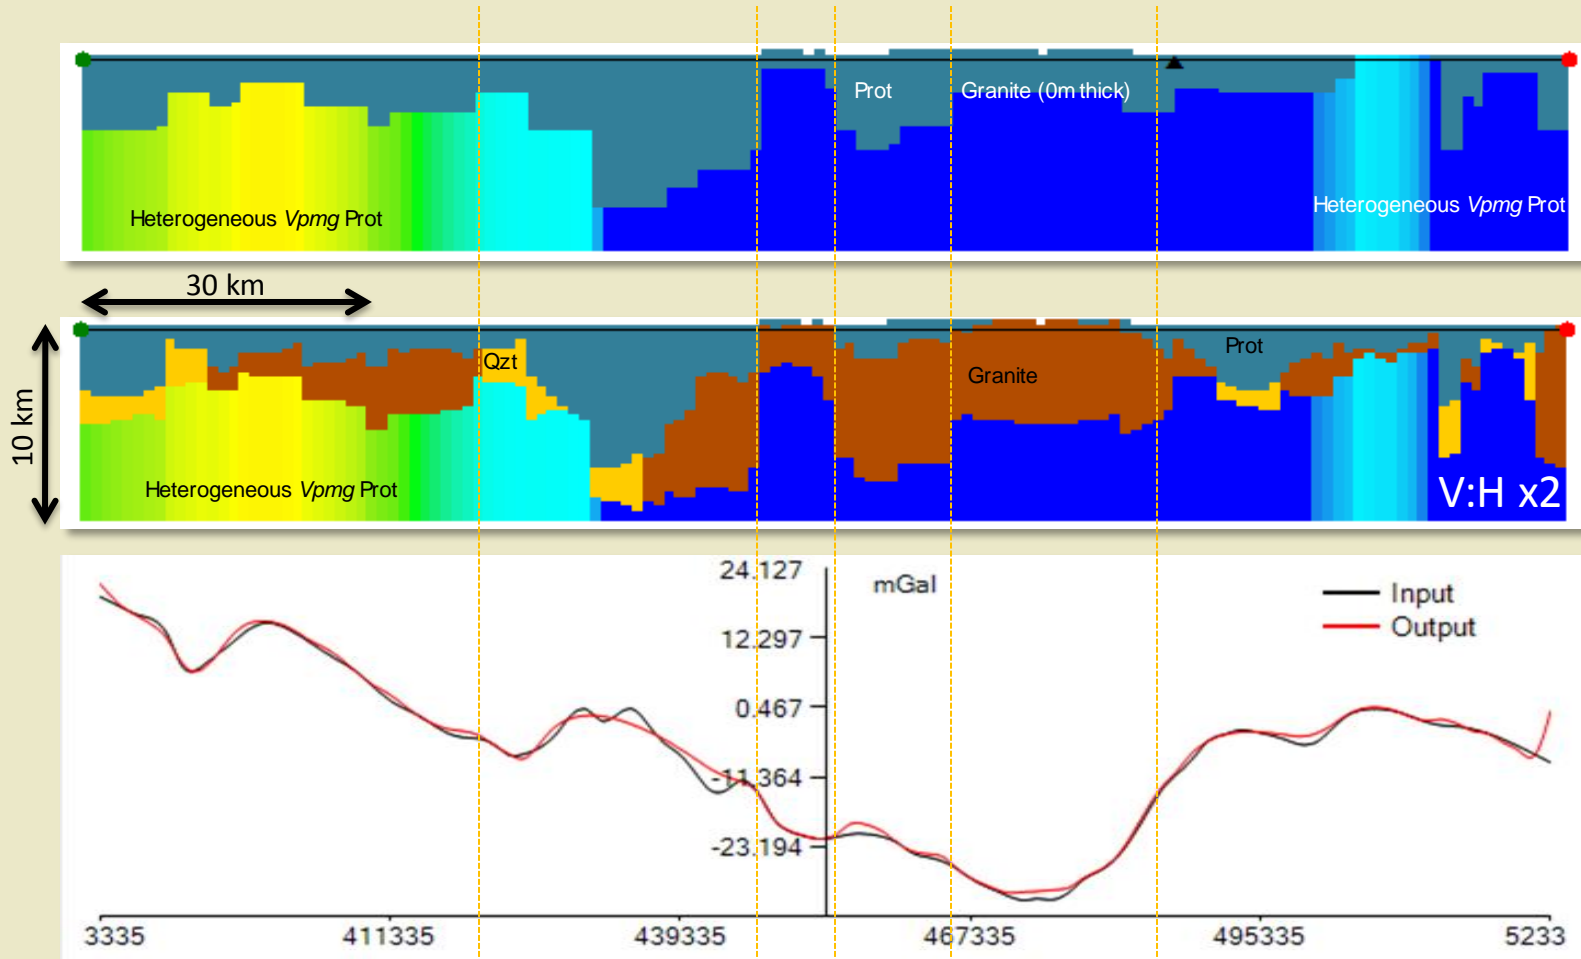 Prot
Granite (0m thick)
Heterogeneous Vpmg Prot
Heterogeneous Vpmg Prot
30 km
10 km
Qzt
Prot
Granite
Heterogeneous Vpmg Prot
V:H x2
24.127
mGal
Input
12.297
Output
0.467
-11.364
-23.194
3335
411335
439335
467335
495335
5233